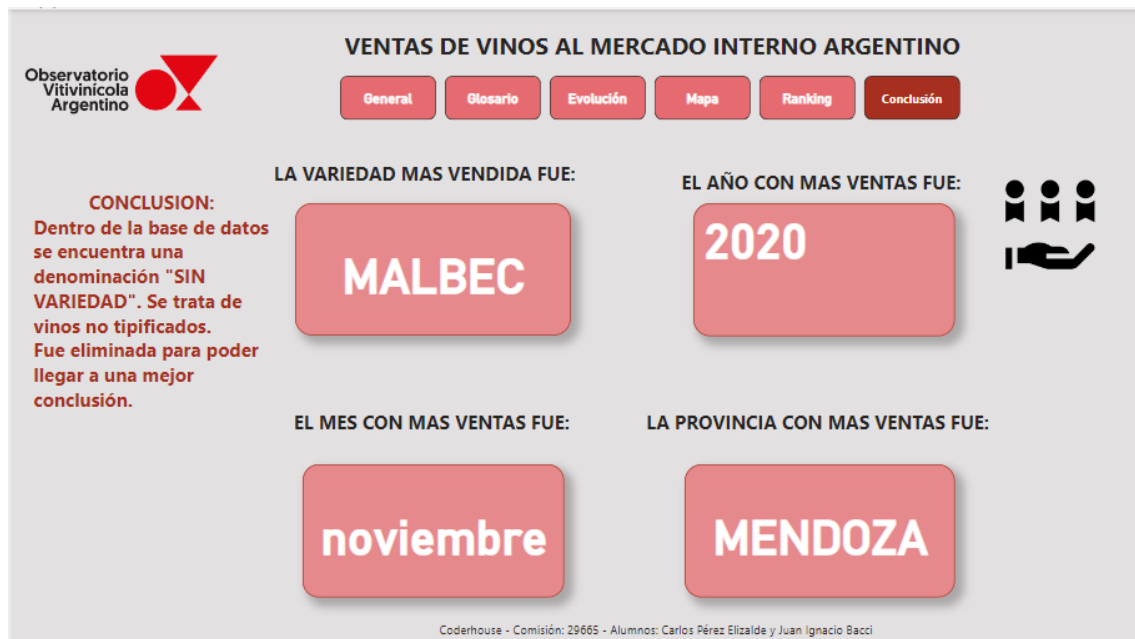 Observatorio
Vitivinícola
Argentino
VENTAS DE VINOS AL MERCADO INTERNO ARGENTINO
General
Glosario
Evolución
Mapa
Ranking
Conclusión
CONCLUSION:
Dentro de la base de datos
se encuentra una
denominación "SIN
VARIEDAD". Se trata de
vinos no tipificados.
Fue eliminada para poder
llegar a una mejor
conclusión.
LA VARIEDAD MAS VENDIDA FUE:
MALBEC
EL AÑO CON MAS VENTAS FUE:
2020
EL MES CON MAS VENTAS FUE:
noviembre
LA PROVINCIA CON MAS VENTAS FUE:
MENDOZA
Coderhouse - Comisión: 29665 - Alumnos: Carlos Pérez Elizalde y Juan Ignacio Bacci